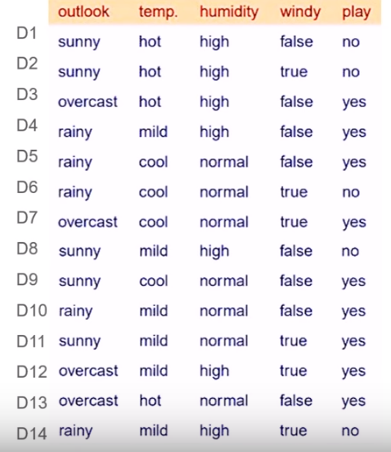 outlook temp. humidity windy play
D1 sunny hot high false no
D2 sunny hot high true no
D3 overcast hot high false yes
D4 rainy mild high false yes
D5 rainy cool normal false yes
D6 rainy cool normal true no
D7 overcast cool normal true yes
D8 sunny mild high false no
D9 sunny cool normal false yes
D10 rainy mild normal false yes
D11 sunny mild normal true yes
D12 overcast mild high true yes
D13 overcast hot normal false yes
D14 rainy mild high true no